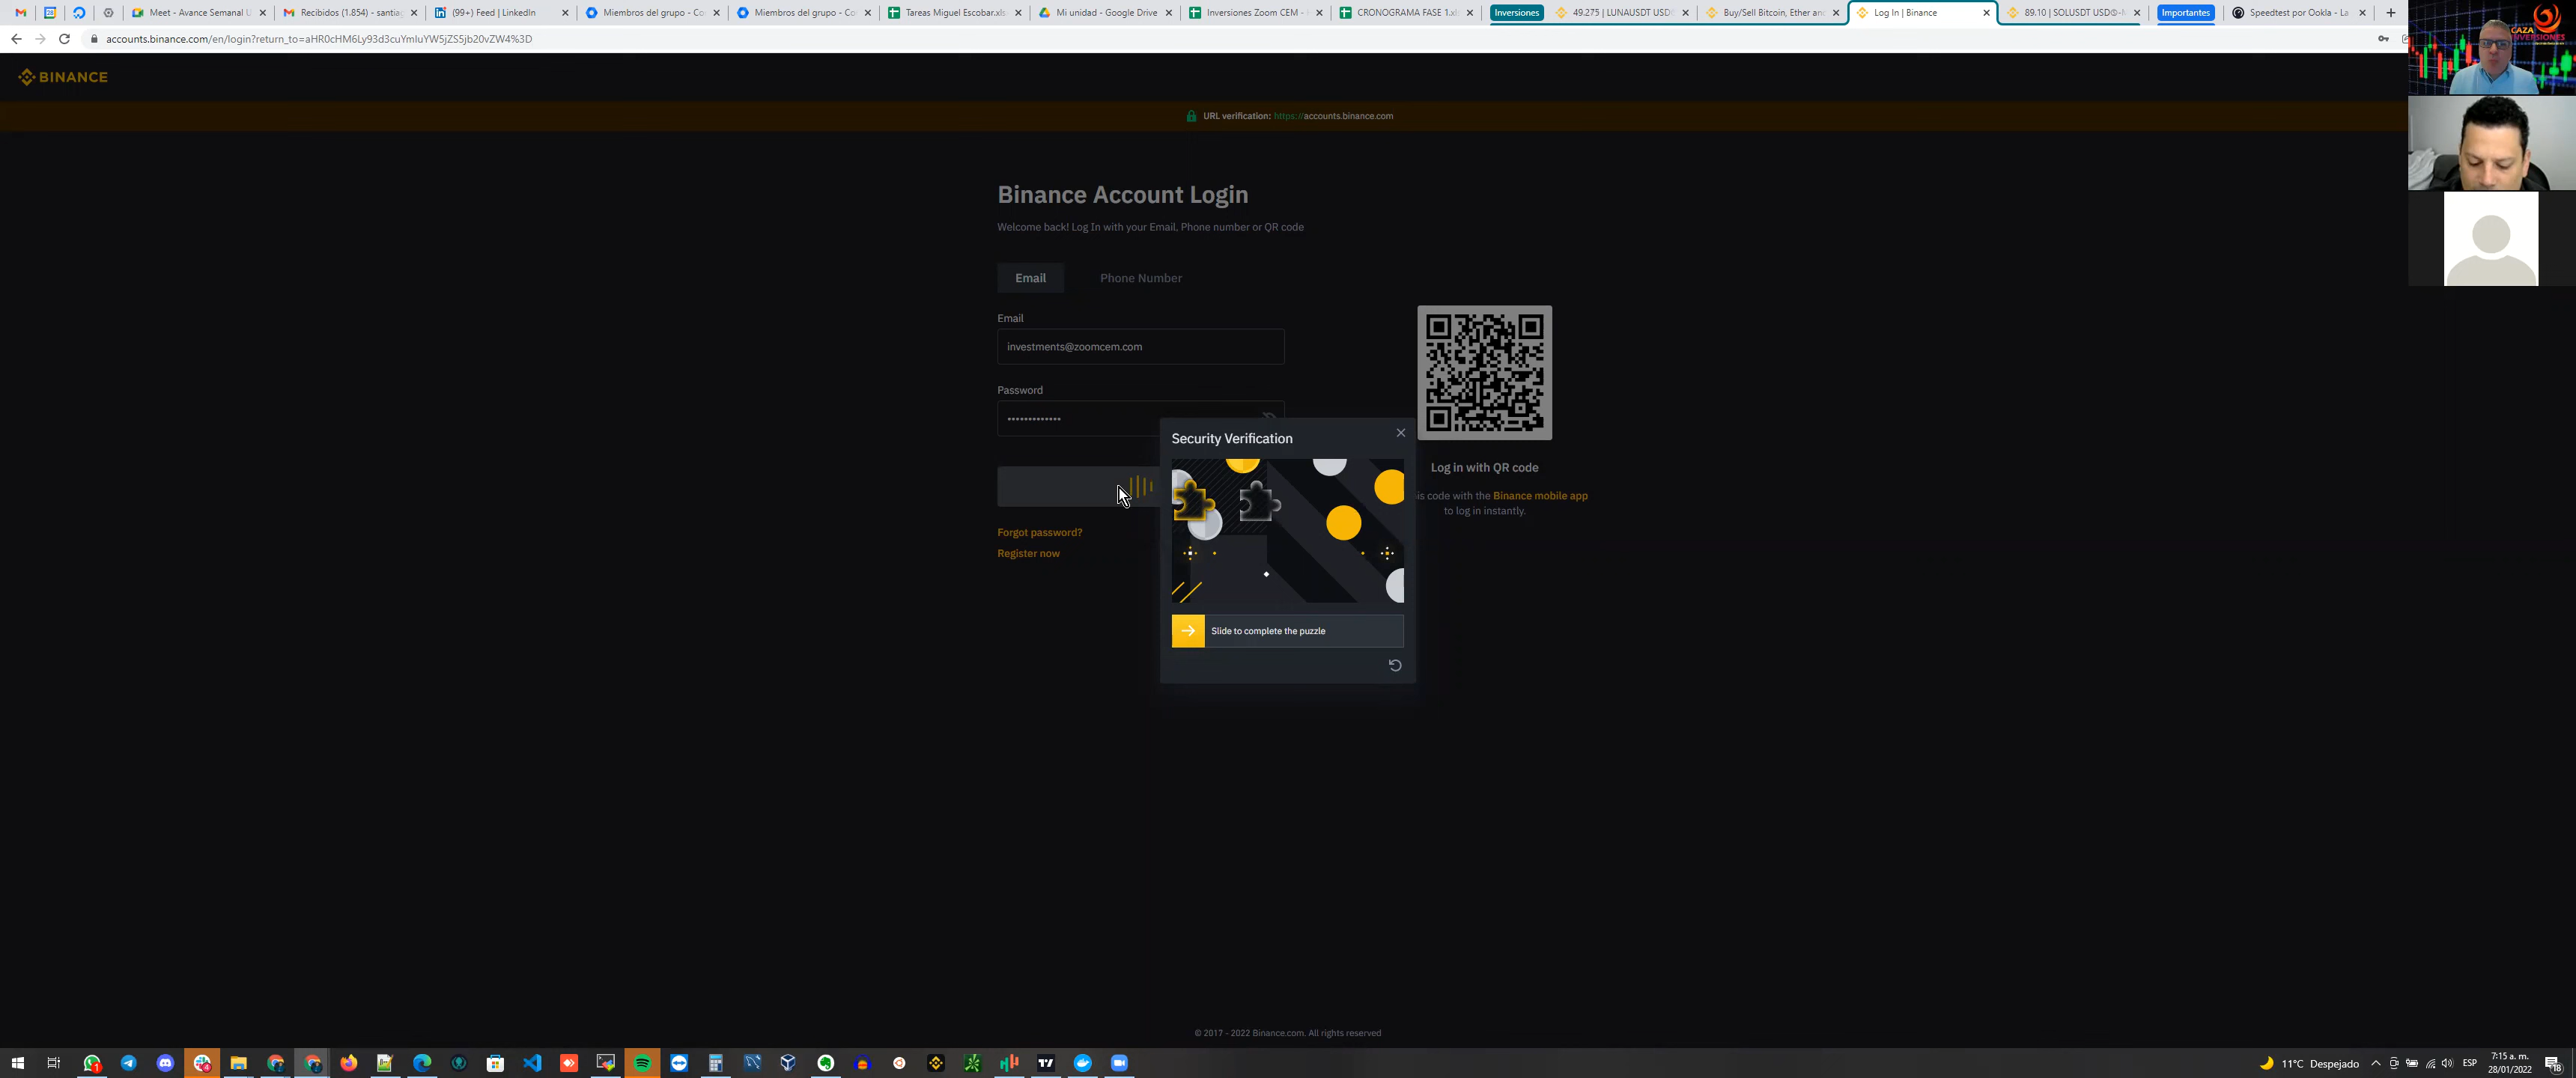 Meet - Avance Semanal U
Recibidos (1.854) - santiag
(99+) Feed | LinkedIn
Miembros del grupo - Co
Miembros del grupo - Co
Tareas Miguel Escobar.xls
Mi unidad - Google Drive
Inversiones Zoom CEM -
CRONOGRAMA FASE 1.xl
Inversiones
49.275 | LUNAUSDT USD
Buy/Sell Bitcoin, Ether an
Log In | Binance
89.10 | SOLUSDT USD©-M
Importantes
Speedtest por Ookla - La
accounts.binance.com/en/login?return_to=aHR0cHM6Ly93d3cuYmluYW5jZS5jb20vZW4%3D
CAZA
INVERSIONES
BINANCE
URL verification: https://accounts.binance.com
Binance Account Login
Welcome back! Log In with your Email, Phone number or QR code
Email
Phone Number
Email
investments@zoomcem.com
Password
Security Verification
Slide to complete the puzzle
Log in with QR code
is code with the Binance mobile app
to log in instantly.
Forgot password?
Register now
© 2017 - 2022 Binance.com. All rights reserved
11°C Despejado
ESP
7:15 a. m.
28/01/2022
18